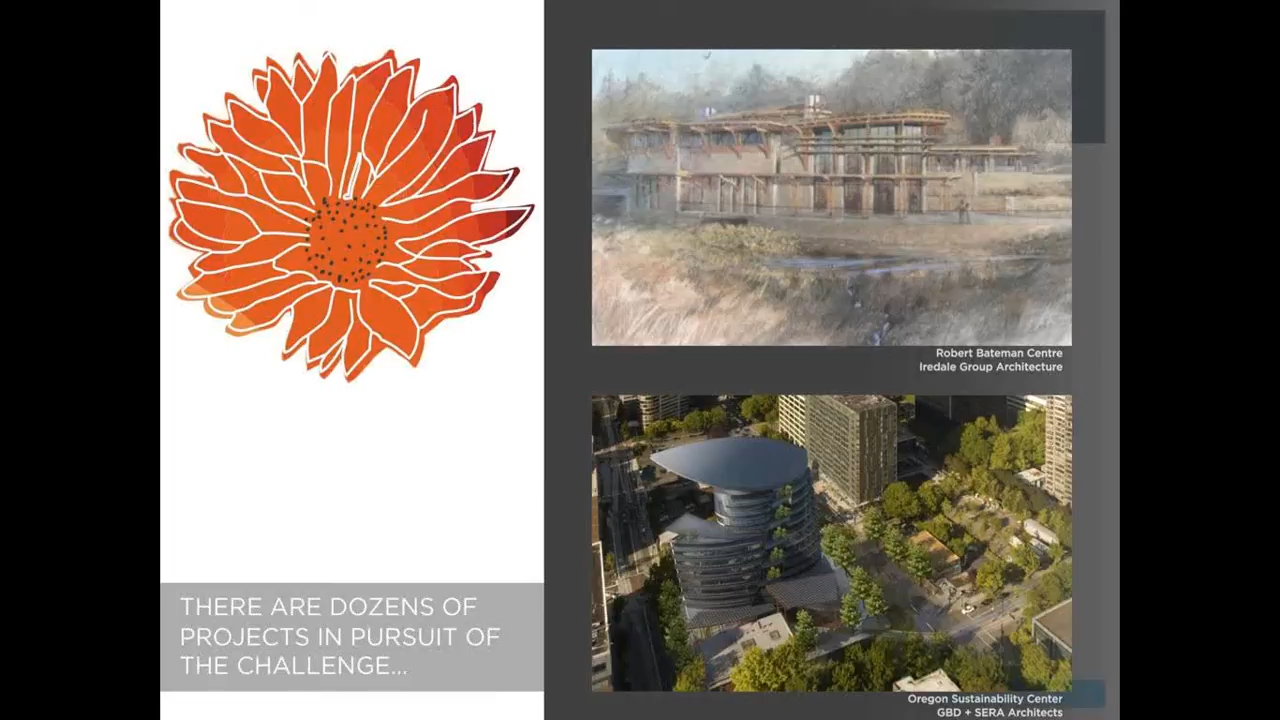 THERE ARE DOZENS OF
PROJECTS IN PURSUIT OF
THE CHALLENGE...
Robert Bateman Centre
Iredale Group Architecture
Oregon Sustainability Center
GBD + SERA Architects